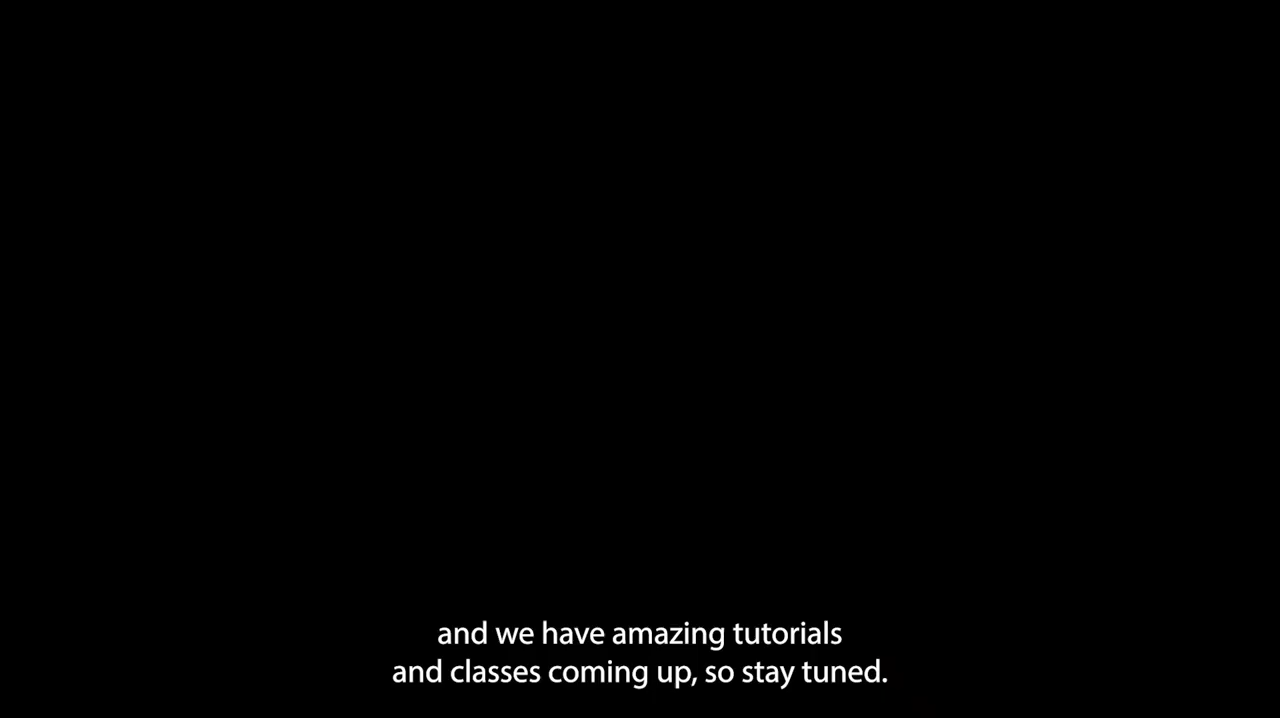 and we have amazing tutorials
and classes coming up, so stay tuned.